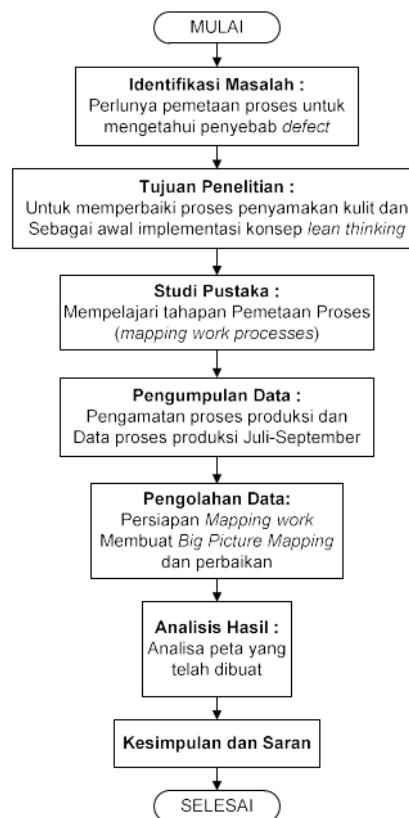 MULAI
Identifikasi Masalah :
Perlunya pemetaan proses untuk
mengetahui penyebab defect
Tujuan Penelitian :
Untuk memperbaiki proses penyamakan kulit dan
Sebagai awal implementasi konsep lean thinking
Studi Pustaka :
Mempelajari tahapan Pemetaan Proses
(mapping work processes)
Pengumpulan Data :
Pengamatan proses produksi dan
Data proses produksi Juli-September
Pengolahan Data:
Persiapan Mapping work
Membuat Big Picture Mapping
dan perbaikan
Analisis Hasil :
Analisa peta yang
telah dibuat
Kesimpulan dan Saran
SELESAI